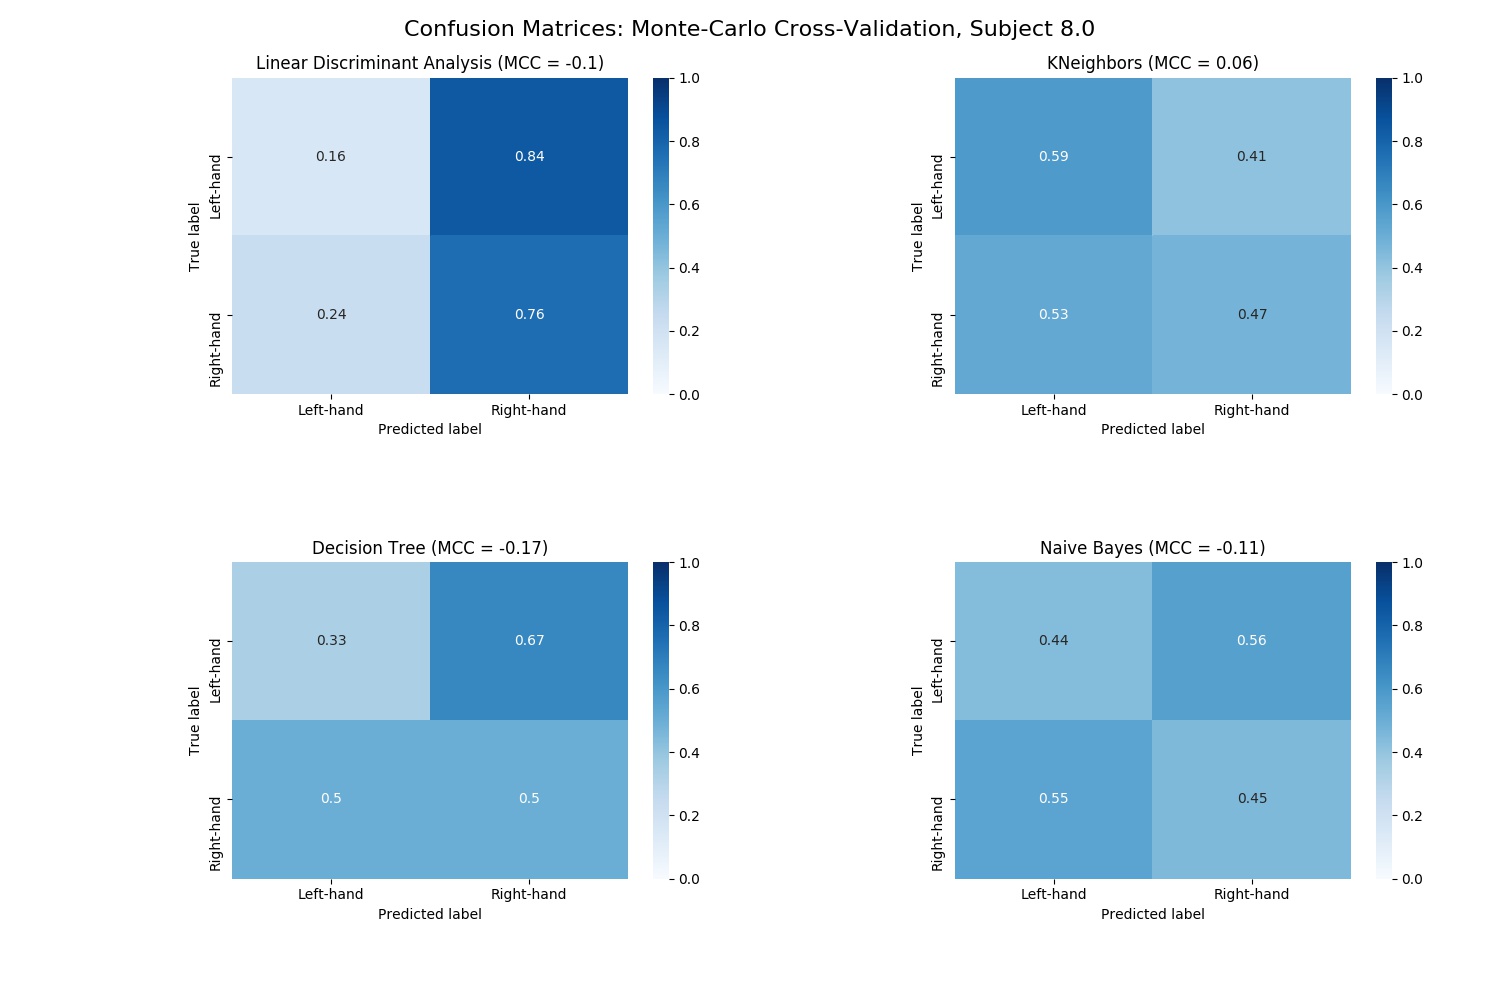 Confusion Matrices: Monte-Carlo Cross-Validation, Subject 8.0
Linear Discriminant Analysis (MCC = -0.1)
True label
Left-hand
Right-hand
0.16
0.84
0.24
0.76
Left-hand
Right-hand
Predicted label
1.0
0.8
0.6
0.4
0.2
0.0
KNeighbors (MCC = 0.06)
True label
Left-hand
Right-hand
0.59
0.41
0.53
0.47
Left-hand
Right-hand
Predicted label
1.0
0.8
0.6
0.4
0.2
0.0
Decision Tree (MCC = -0.17)
True label
Left-hand
Right-hand
0.33
0.67
0.5
0.5
Left-hand
Right-hand
Predicted label
1.0
0.8
0.6
0.4
0.2
0.0
Naive Bayes (MCC = -0.11)
True label
Left-hand
Right-hand
0.44
0.56
0.55
0.45
Left-hand
Right-hand
Predicted label
1.0
0.8
0.6
0.4
0.2
0.0